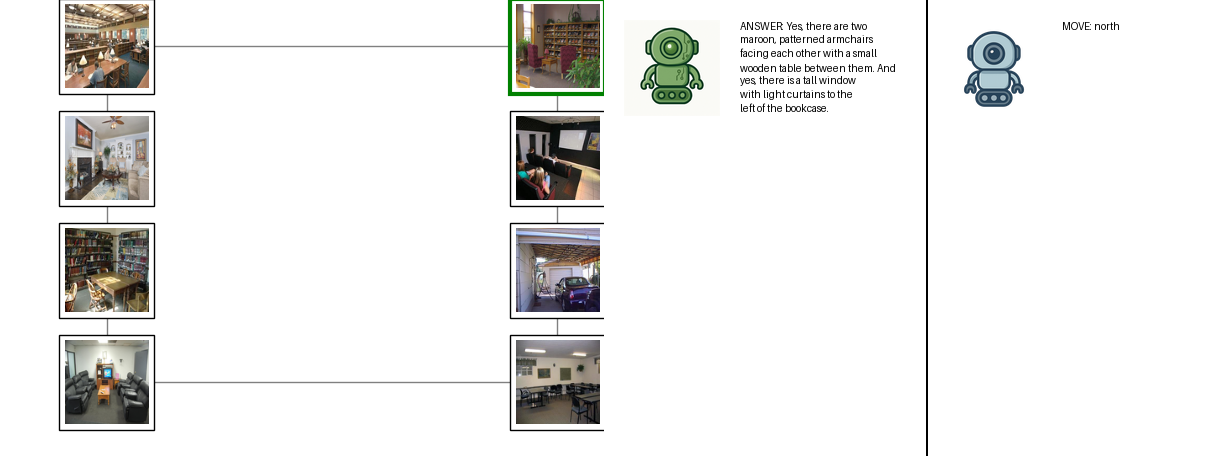 ANSWER: Yes, there are two
maroon, patterned armchairs
facing each other with a small
wooden table between them. And
yes, there is a tall window
with light curtains to the
left of the bookcase.
MOVE: north